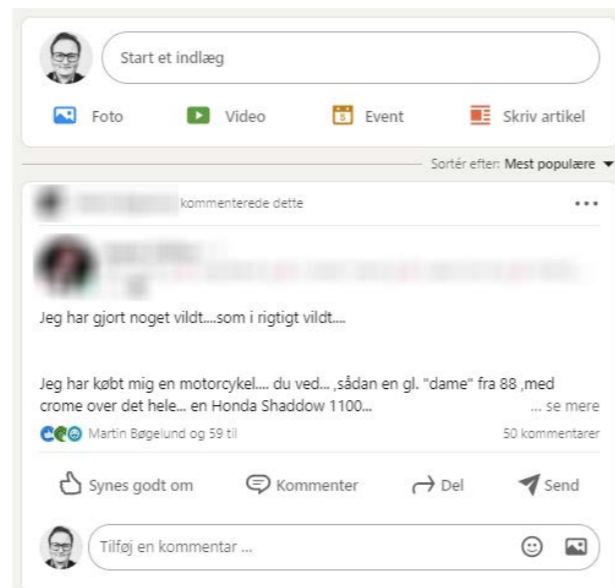 Start et indlæg
Foto Video Event Skriv artikel
Sortér efter: Mest populære
kommenterede dette
Jeg har gjort noget vildt....som i rigtigt vildt....
Jeg har købt mig en motorcykel.... du ved... ,sådan en gl. "dame" fra 88 ,med
crome over det hele... en Honda Shaddow 1100...
... se mere
Martin Bøgelund og 59 til 50 kommentarer
Synes godt om Kommenter Del Send
Tilføj en kommentar ...